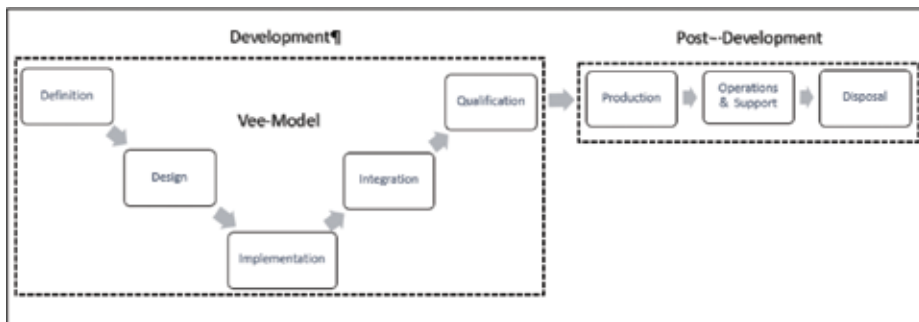 Development¶
Post--Development
Definition
Vee-Model
Qualification
Production
Operations
& Support
Disposal
Design
Integration
Implementation